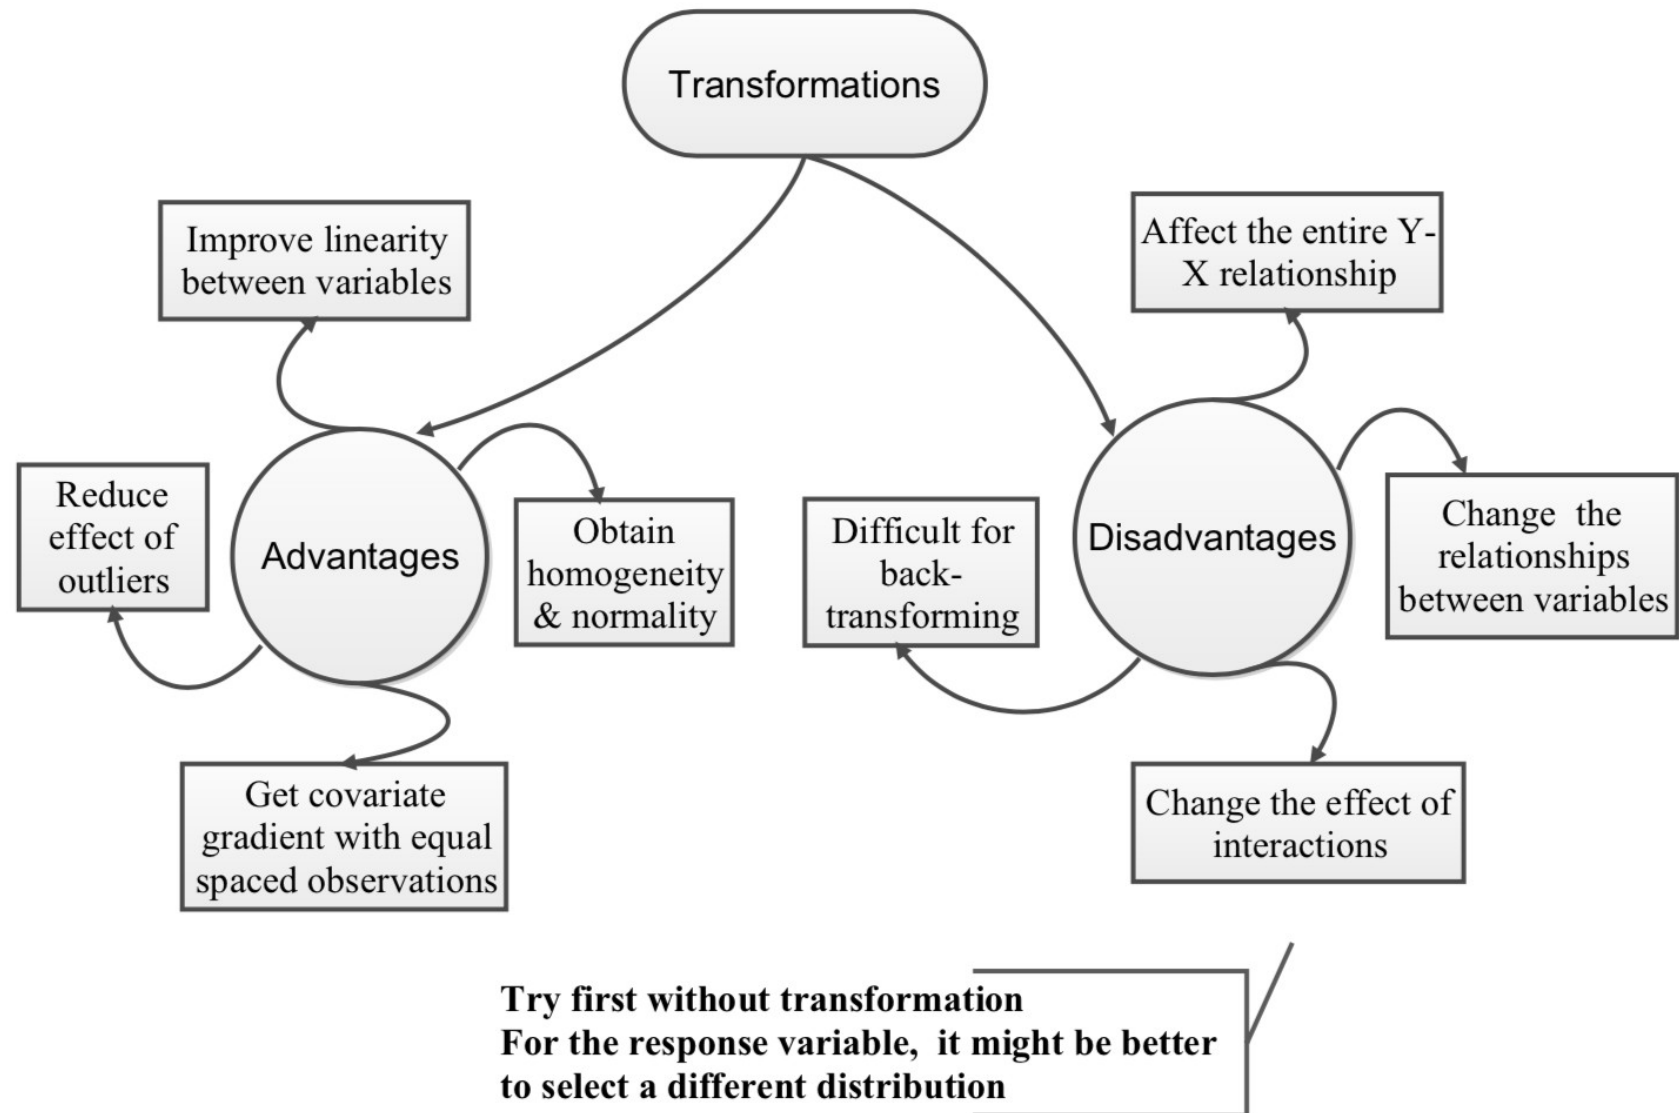 Transformations
Improve linearity
between variables
Affect the entire Y-
X relationship
Reduce
effect of
outliers
Advantages
Obtain
homogeneity
& normality
Difficult for
back-
transforming
Disadvantages
Change the
relationships
between variables
Get covariate
gradient with equal
spaced observations
Change the effect of
interactions
Try first without transformation
For the response variable, it might be better
to select a different distribution